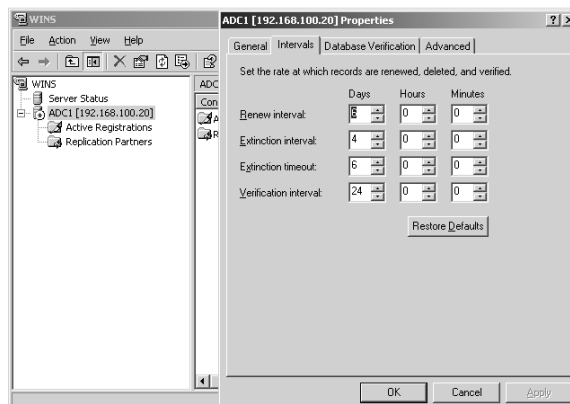 WINS
File Action View Help
WINS
Server Status
ADC1 [192.168.100.20]
Active Registrations
Replication Partners
ADC
Con
A
R
ADC1 [192.168.100.20] Properties
General Intervals Database Verification Advanced
Set the rate at which records are renewed, deleted, and verified.
Days Hours Minutes
Renew interval: 6 0 0
Extinction interval: 4 0 0
Extinction timeout: 6 0 0
Verification interval: 24 0 0
Restore Defaults
OK Cancel Apply